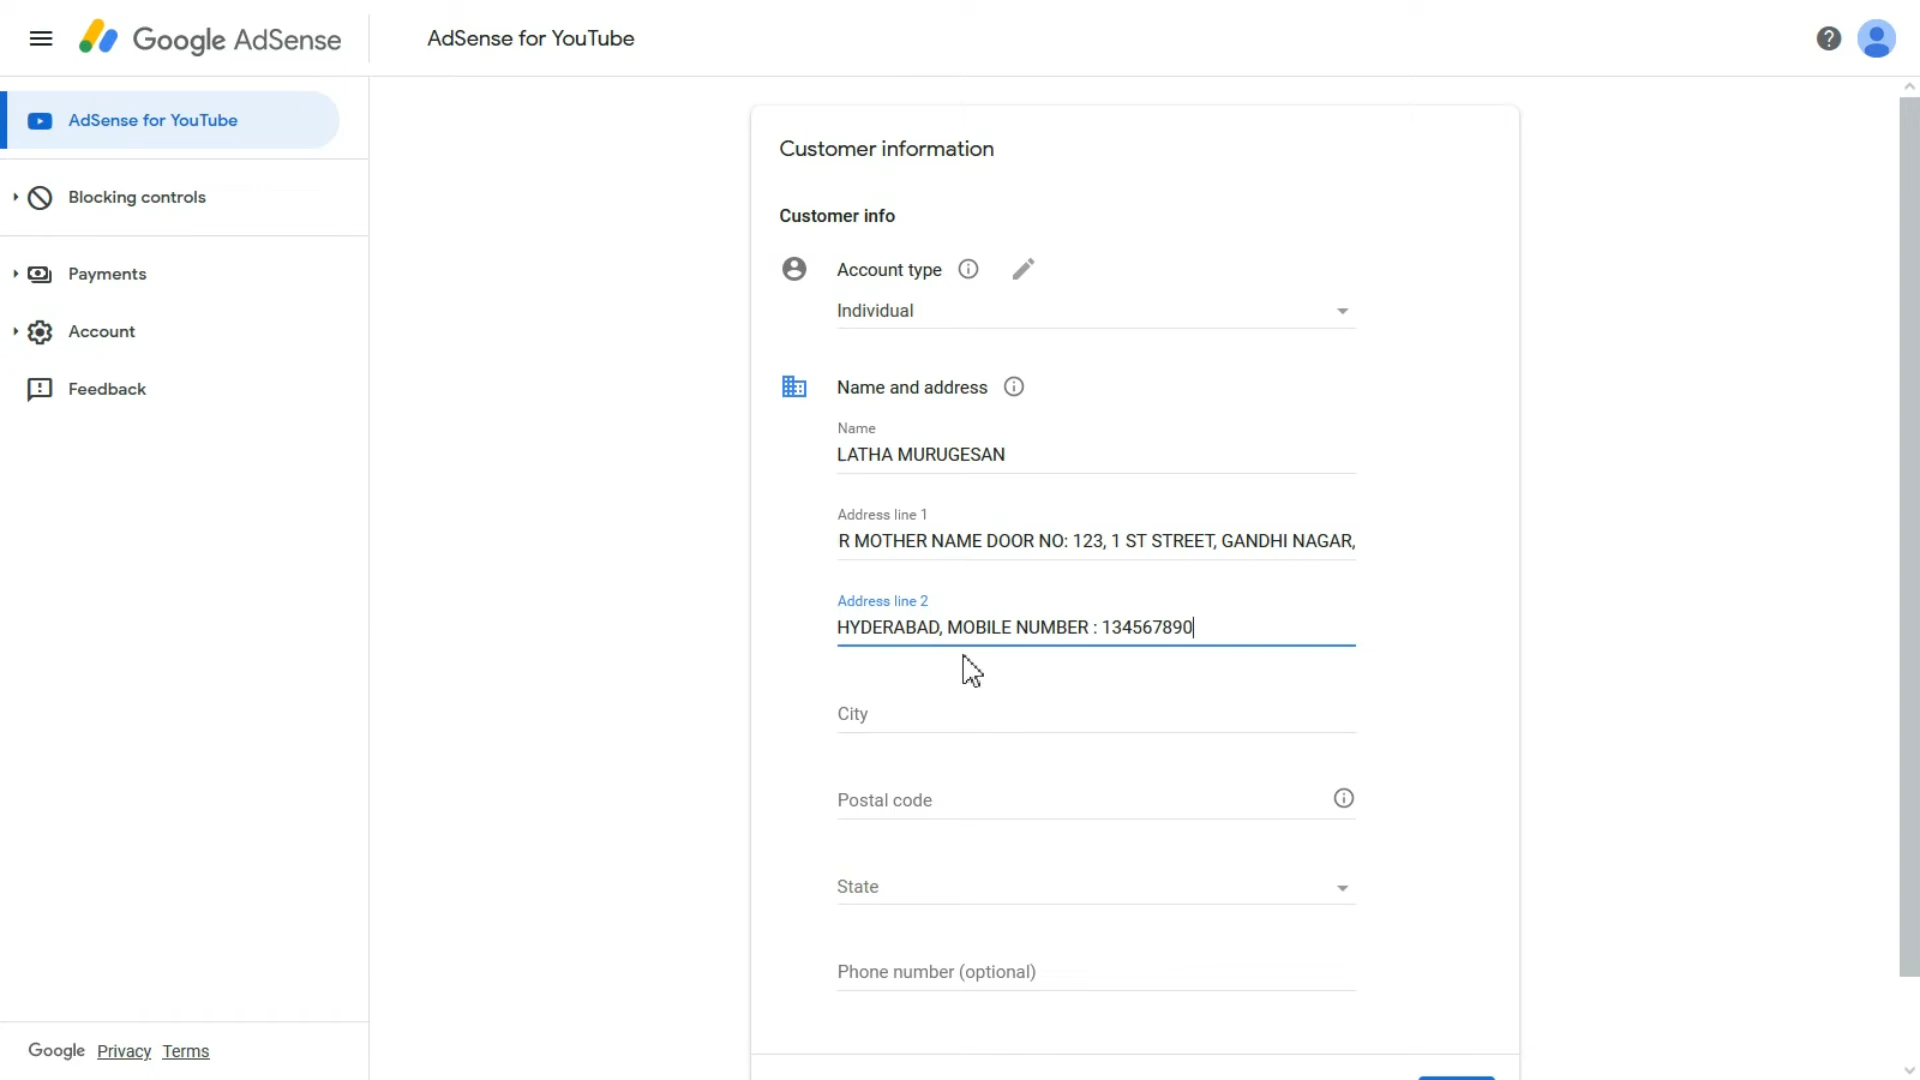 Google AdSense
AdSense for YouTube
AdSense for YouTube
Blocking controls
Payments
Account
Feedback
Customer information
Customer info
Account type
Individual
Name and address
Name
LATHA MURUGESAN
Address line 1
R MOTHER NAME DOOR NO: 123, 1 ST STREET, GANDHI NAGAR,
Address line 2
HYDERABAD, MOBILE NUMBER : 134567890
City
Postal code
State
Phone number (optional)
Google Privacy Terms